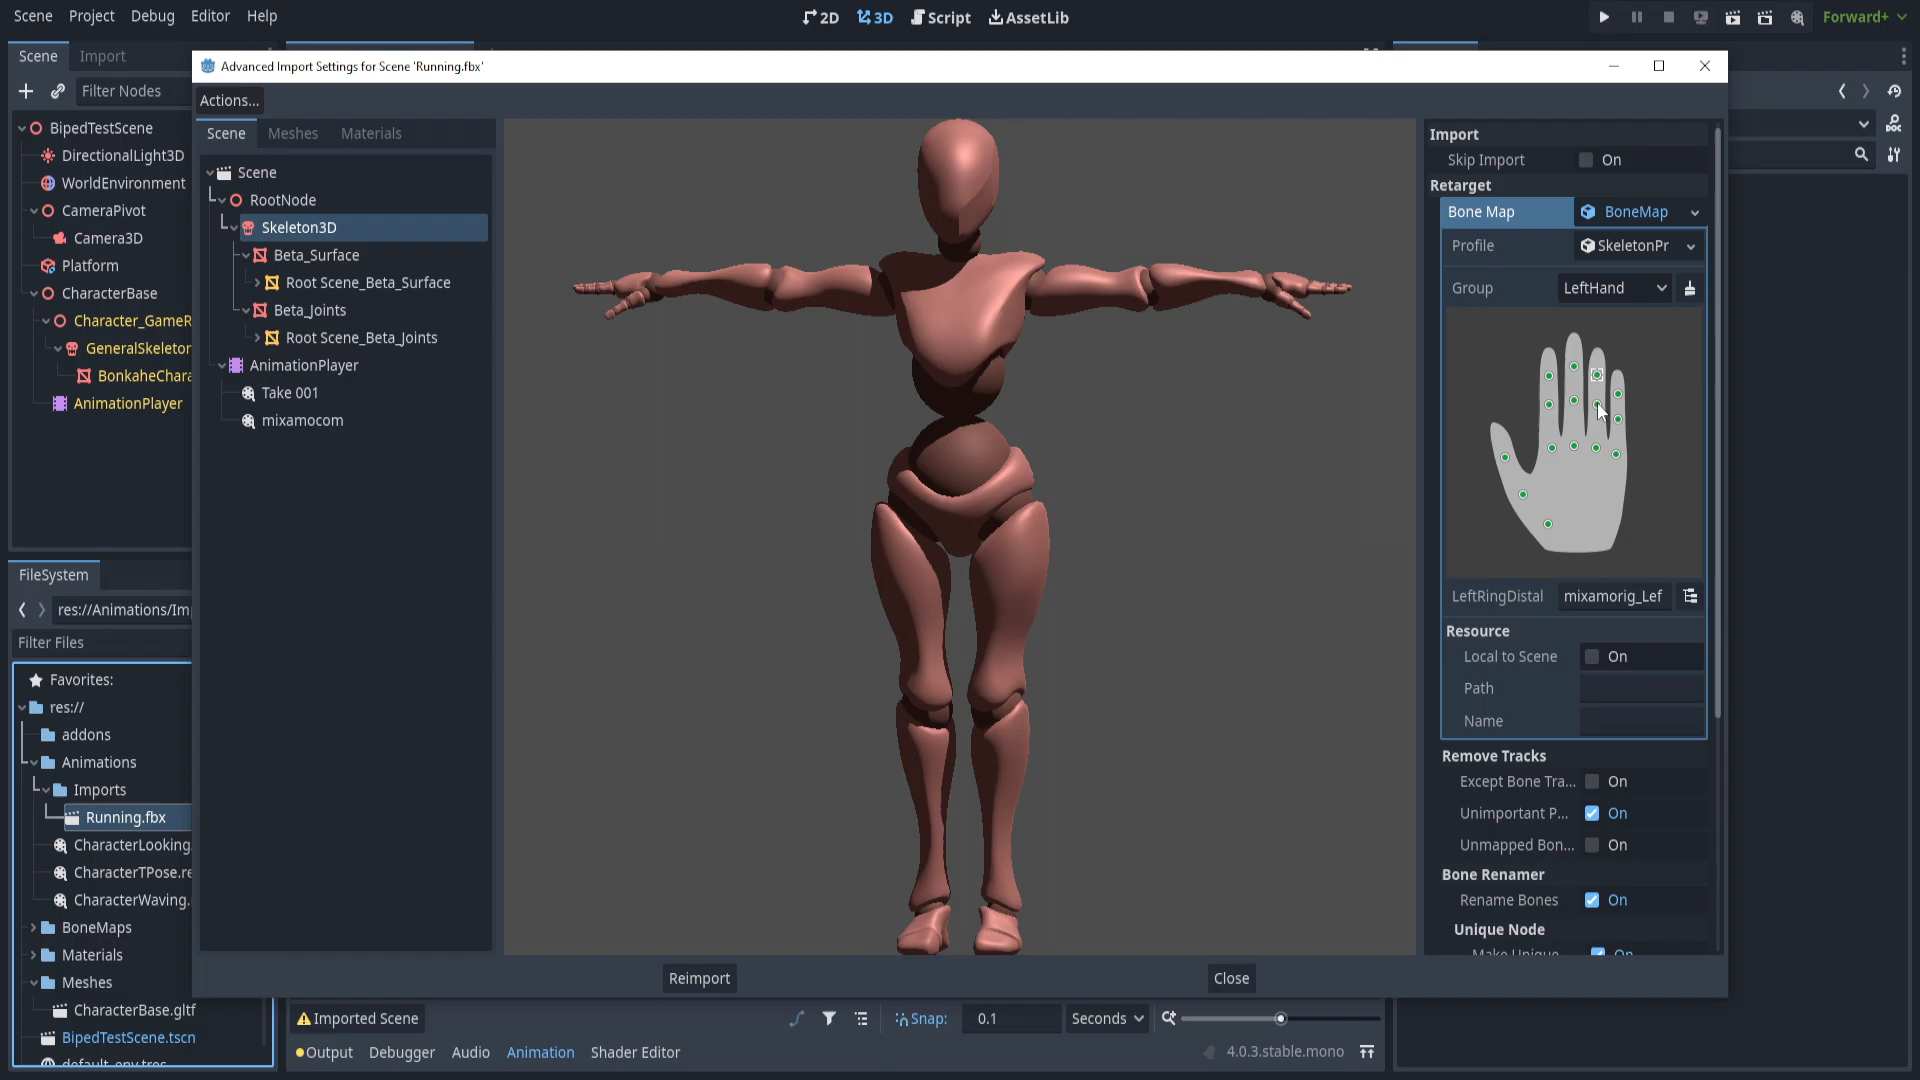 Scene Project Debug Editor Help
2D 3D Script AssetLib
Forward+
Scene Import
Filter Nodes
BipedTestScene
DirectionalLight3D
WorldEnvironment
CameraPivot
Camera3D
Platform
CharacterBase
Character_GameR
GeneralSkeleton
BonkaheChara
AnimationPlayer
FileSystem
res://Animations/Imp
Filter Files
Favorites:
res://
addons
Animations
Imports
Running.fbx
CharacterLooking
CharacterTPose.re
CharacterWaving.
BoneMaps
Materials
Meshes
CharacterBase.gltf
BipedTestScene.tscn
default_env.tres
Advanced Import Settings for Scene 'Running.fbx'
Actions...
Scene Meshes Materials
Scene
RootNode
Skeleton3D
Beta_Surface
Root Scene_Beta_Surface
Beta_Joints
Root Scene_Beta_Joints
AnimationPlayer
Take 001
mixamocom
Import
Skip Import On
Retarget
Bone Map BoneMap
Profile SkeletonPr
Group LeftHand
LeftRingDistal mixamorig_Lef
Resource
Local to Scene On
Path
Name
Remove Tracks
Except Bone Tra... On
Unimportant P... On
Unmapped Bon... On
Bone Renamer
Rename Bones On
Unique Node
Make Unique On
Reimport Close
Imported Scene
Snap: 0.1 Seconds
Output Debugger Audio Animation Shader Editor
4.0.3.stable.mono